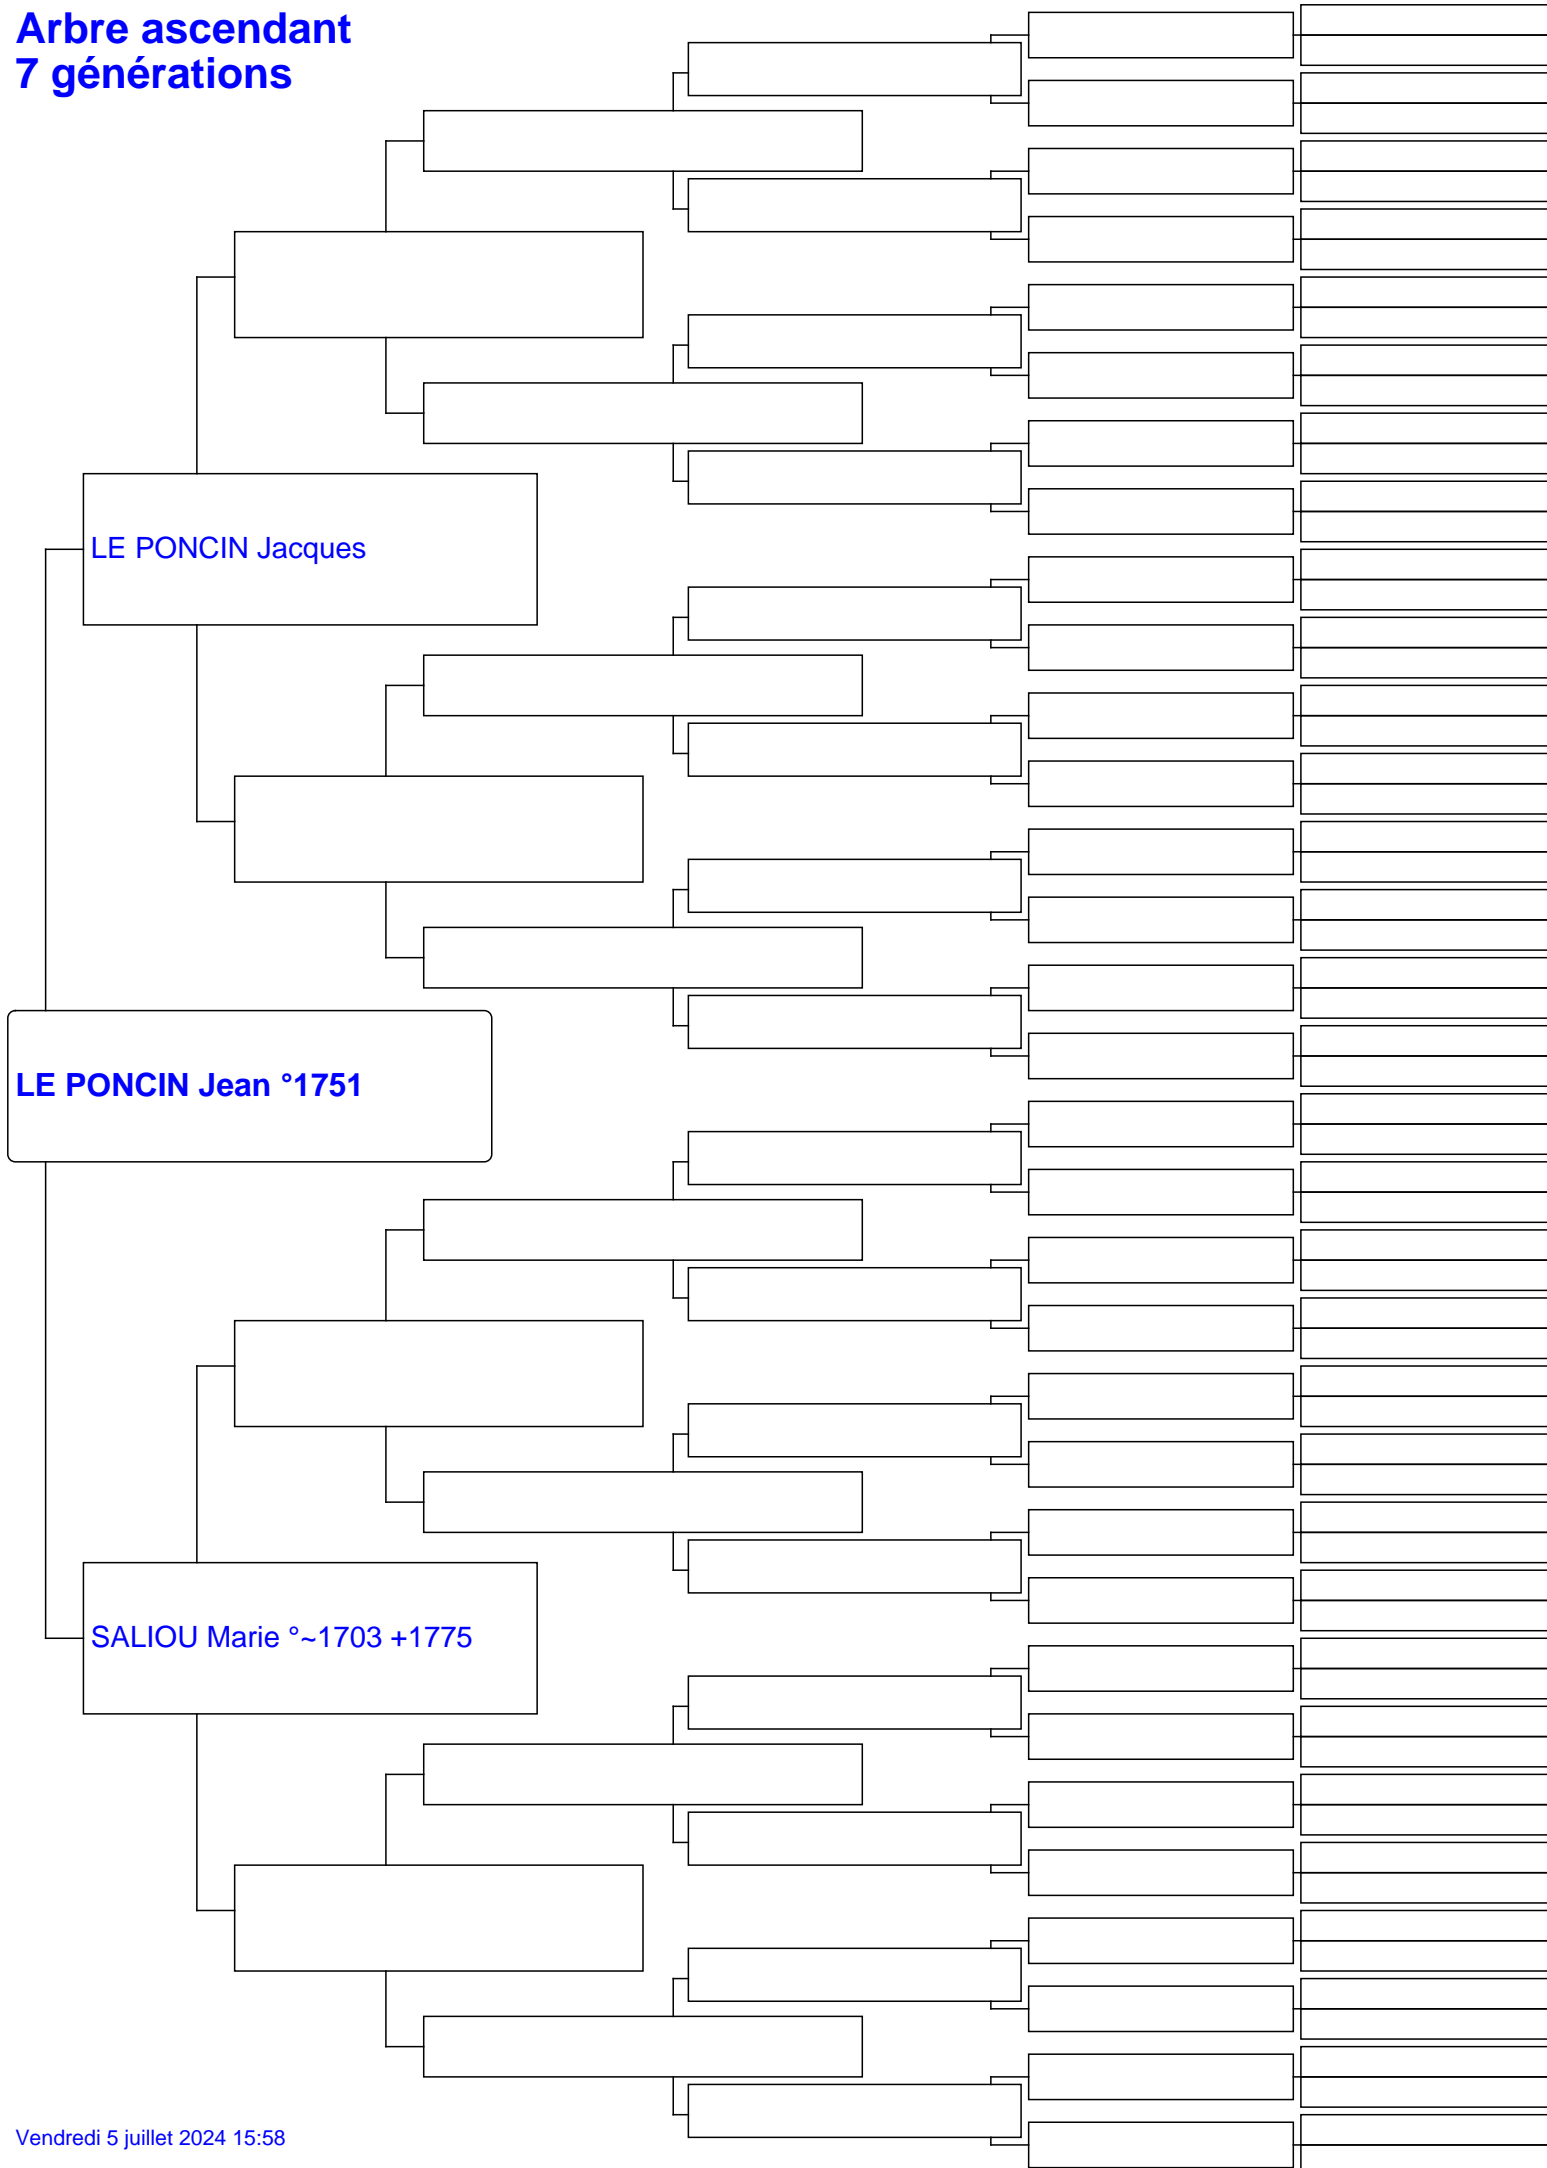 Arbre ascendant
7 générations
LE PONCIN Jacques
LE PONCIN Jean °1751
SALIOU Marie °~1703 +1775
Vendredi 5 juillet 2024 15:58